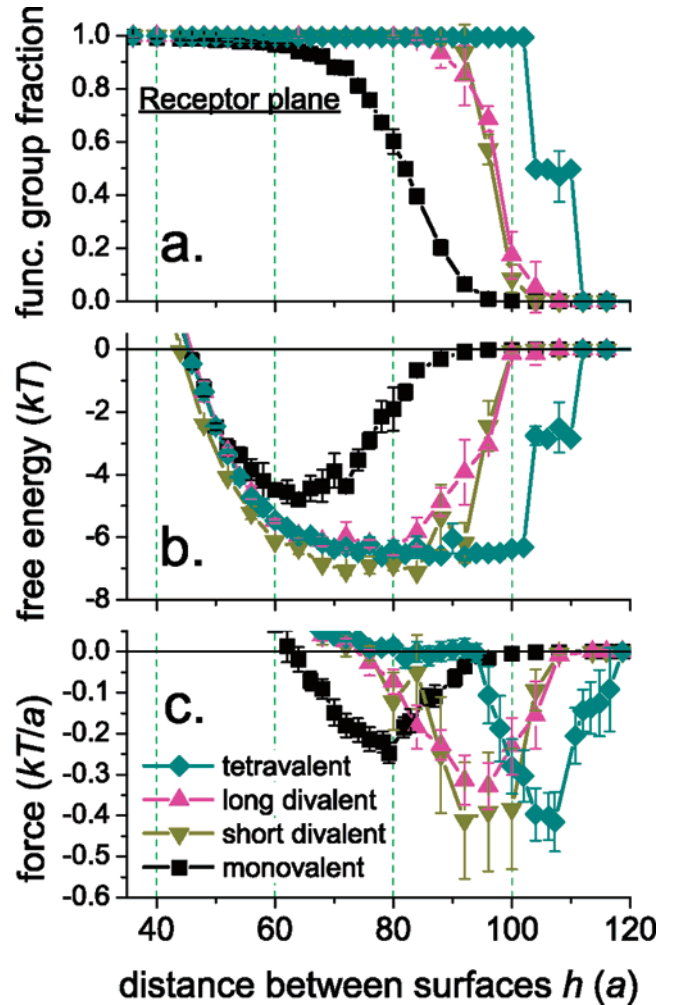 func. group fraction
1.0
0.8
0.6
0.4
0.2
0.0
Receptor plane
a.
free energy (kT)
0
-2
-4
-6
-8
b.
force (kT/a)
0.0
-0.1
-0.2
-0.3
-0.4
-0.5
-0.6
c.
tetravalent
long divalent
short divalent
monovalent
40 60 80 100 120
distance between surfaces h (a)